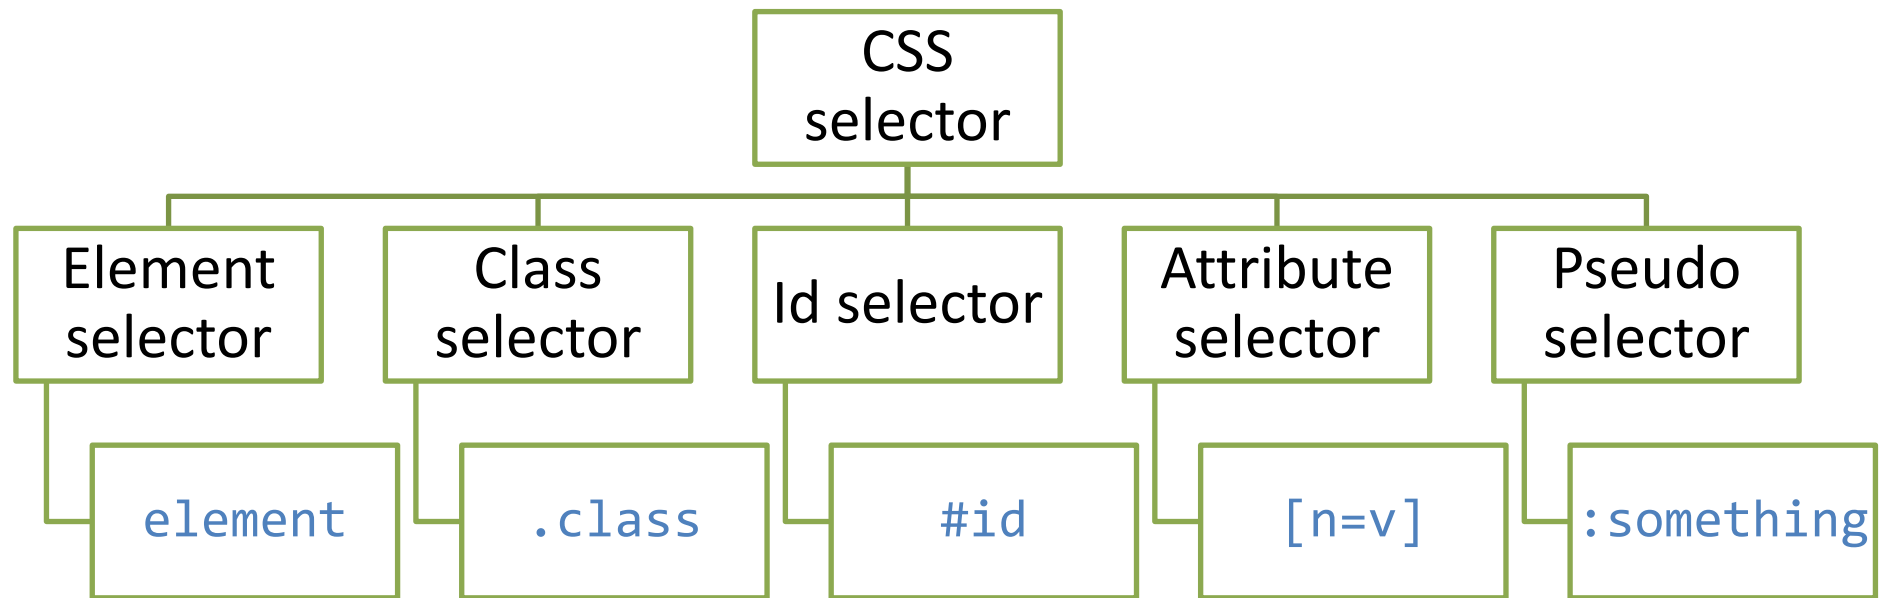 CSS
selector
Element
selector
Class
selector
Id selector
Attribute
selector
Pseudo
selector
element
.class
#id
[n=v]
:something